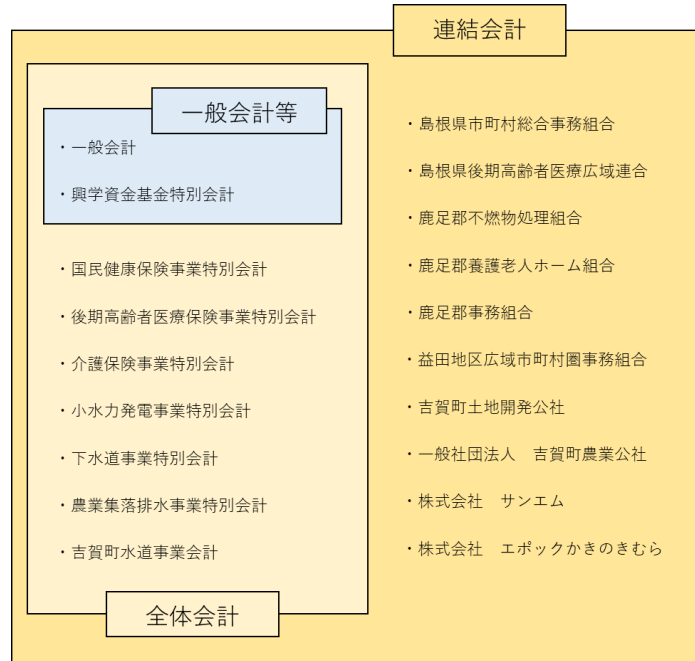 連結会計
一般会計等
・一般会計
・興学資金基金特別会計
・国民健康保険事業特別会計
・後期高齢者医療保険事業特別会計
・介護保険事業特別会計
・小水力発電事業特別会計
・下水道事業特別会計
・農業集落排水事業特別会計
・吉賀町水道事業会計
全体会計
・島根県市町村総合事務組合
・島根県後期高齢者医療広域連合
・鹿足郡不燃物処理組合
・鹿足郡養護老人ホーム組合
・鹿足郡事務組合
・益田地区広域市町村圏事務組合
・吉賀町土地開発公社
・一般社団法人　吉賀町農業公社
・株式会社　サンエム
・株式会社　エポックかきのきむら